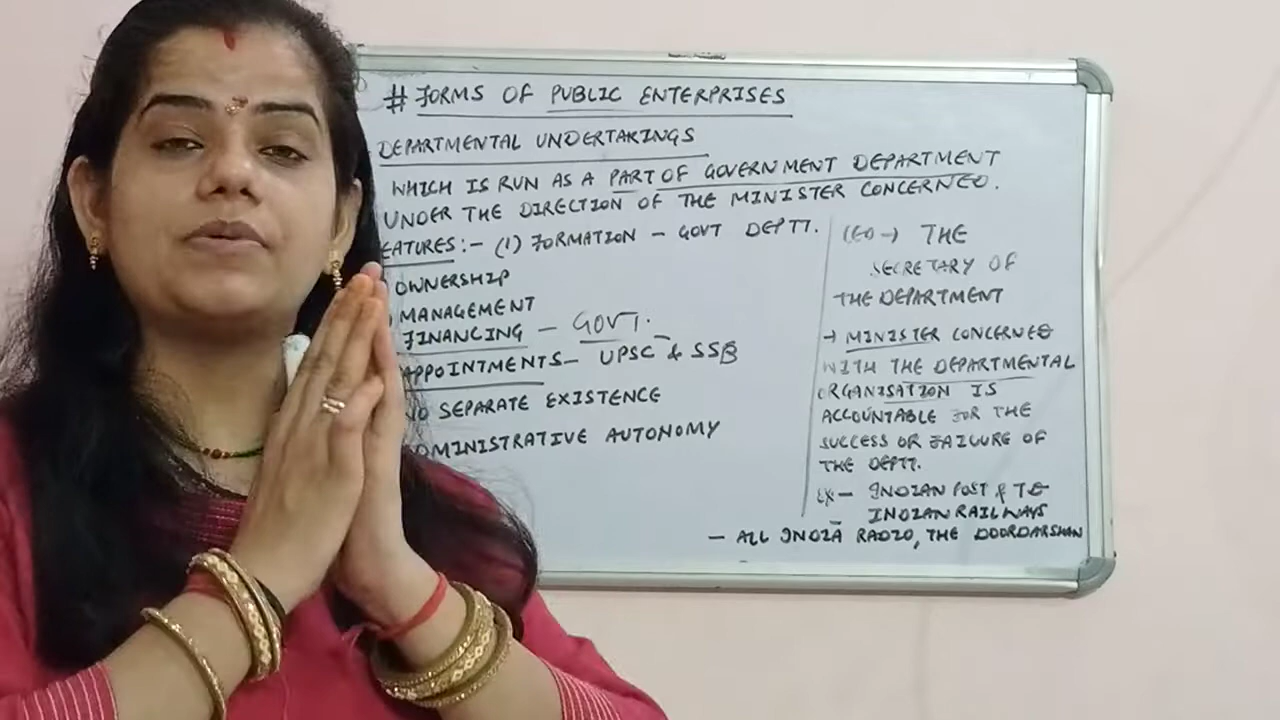 # FORMS OF PUBLIC ENTERPRISES
DEPARTMENTAL UNDERTAKINGS
WHICH IS RUN AS A PART OF GOVERNMENT DEPARTMENT
UNDER THE DIRECTION OF THE MINISTER CONCERNED.
EATURES:- (1) FORMATION - GOVT DEPTT.
OWNERSHIP
MANAGEMENT
FINANCING - GOVT.
APPOINTMENTS- UPSC & SSB
NO SEPARATE EXISTENCE
DMINISTRATIVE AUTONOMY
CEO → THE
SECRETARY OF
THE DEPARTMENT
→ MINISTER CONCERNED
WITH THE DEPARTMENTAL
ORGANISATION IS
ACCOUNTABLE FOR THE
SUCCESS OR FAILURE OF
THE DEPTT.
EX- INDIAN POST & TE
INDIAN RAILWAYS
- ALL INDIA RADIO, THE DOORDARSHAN